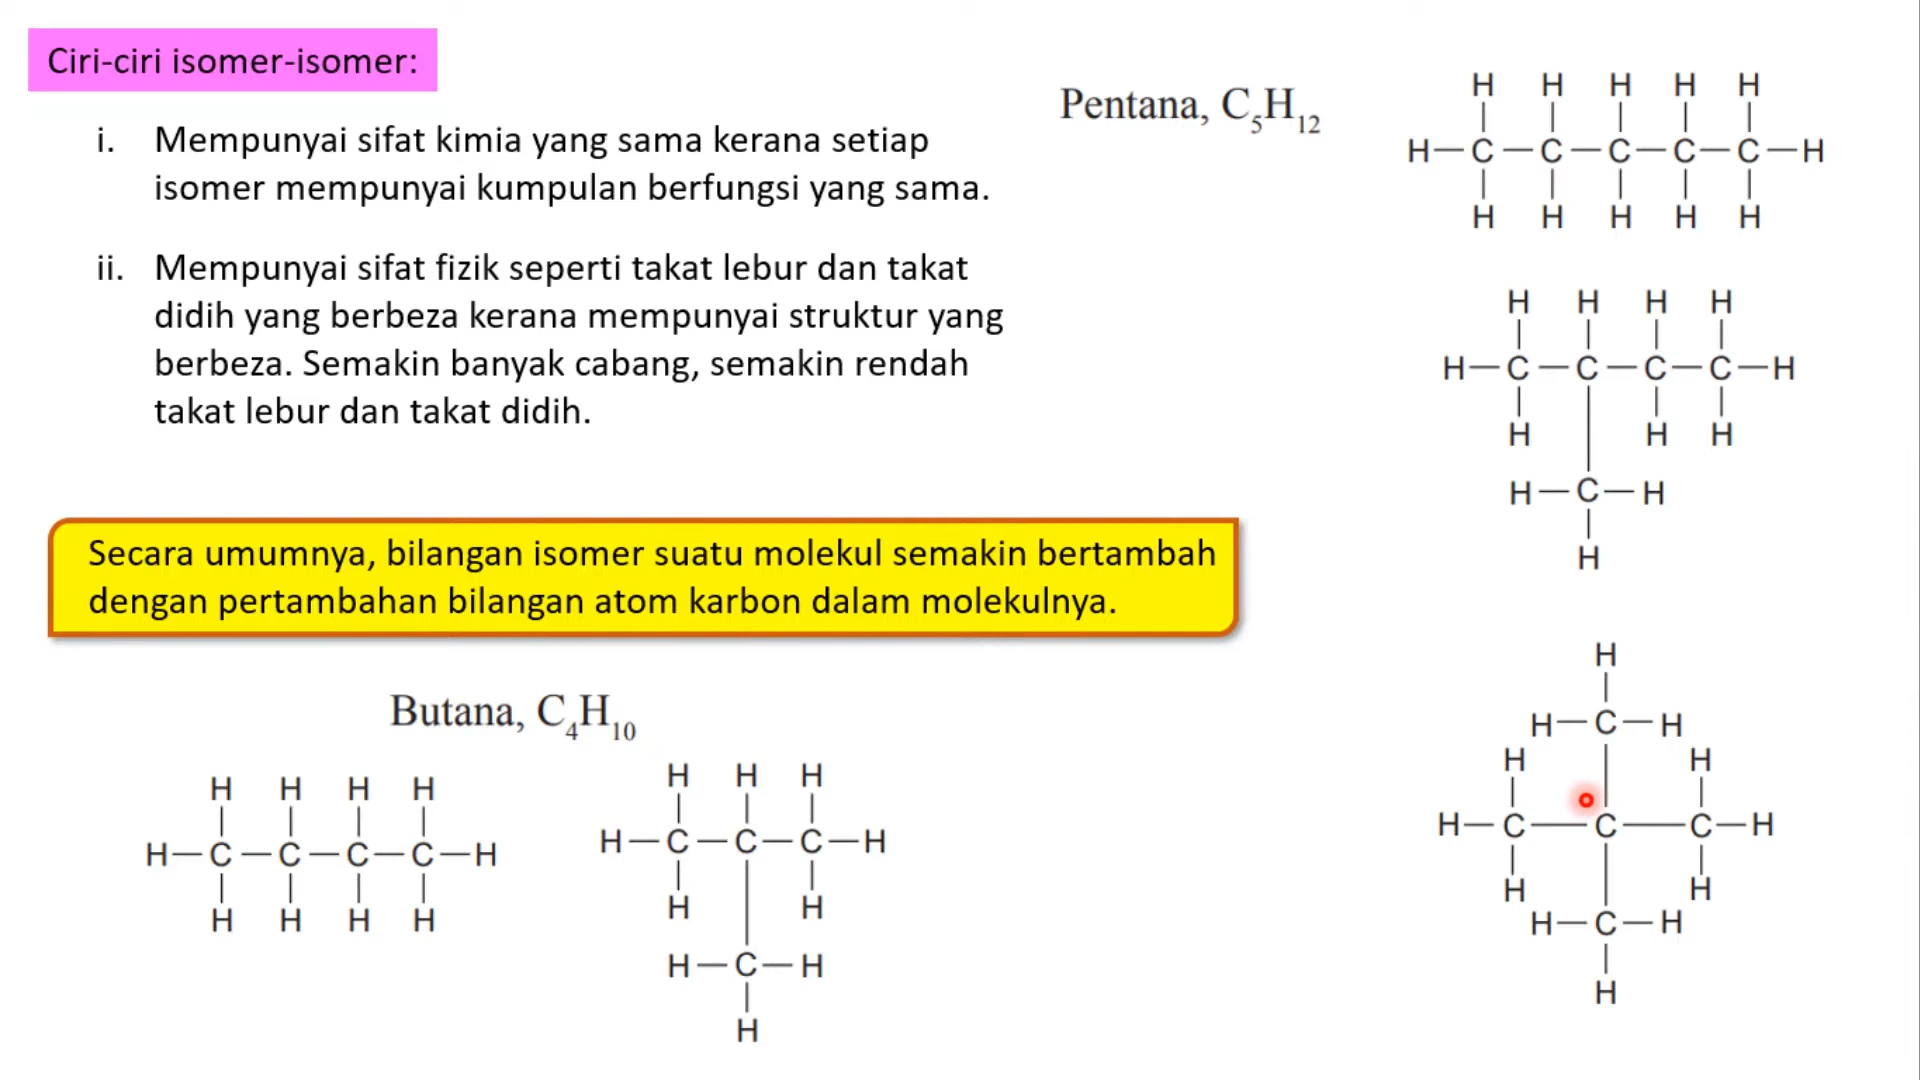 Ciri-ciri isomer-isomer:
i. Mempunyai sifat kimia yang sama kerana setiap
isomer mempunyai kumpulan berfungsi yang sama.
ii. Mempunyai sifat fizik seperti takat lebur dan takat
didih yang berbeza kerana mempunyai struktur yang
berbeza. Semakin banyak cabang, semakin rendah
takat lebur dan takat didih.
Secara umumnya, bilangan isomer suatu molekul semakin bertambah
dengan pertambahan bilangan atom karbon dalam molekulnya.
Pentana, C₅H₁₂
H H H H H
H—C—C—C—C—C—H
H H H H H
H H H H
H—C—C—C—C—H
H H H
H—C—H
H
H
H—C—H
H H
H—C—C—C—H
H H
H—C—H
H
Butana, C₄H₁₀
H H H H
H—C—C—C—C—H
H H H H
H H H
H—C—C—C—H
H H
H—C—H
H